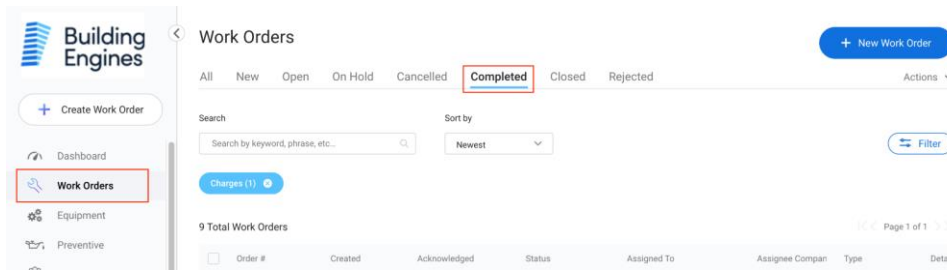 Building Engines
Work Orders
+ New Work Order
All New Open On Hold Cancelled Completed Closed Rejected Actions
+ Create Work Order
Search Sort by
Search by keyword, phrase, etc... Newest Filter
Dashboard
Work Orders
Charges (1)
Equipment
9 Total Work Orders Page 1 of 1
Preventive
Order # Created Acknowledged Status Assigned To Assignee Compan Type Deta